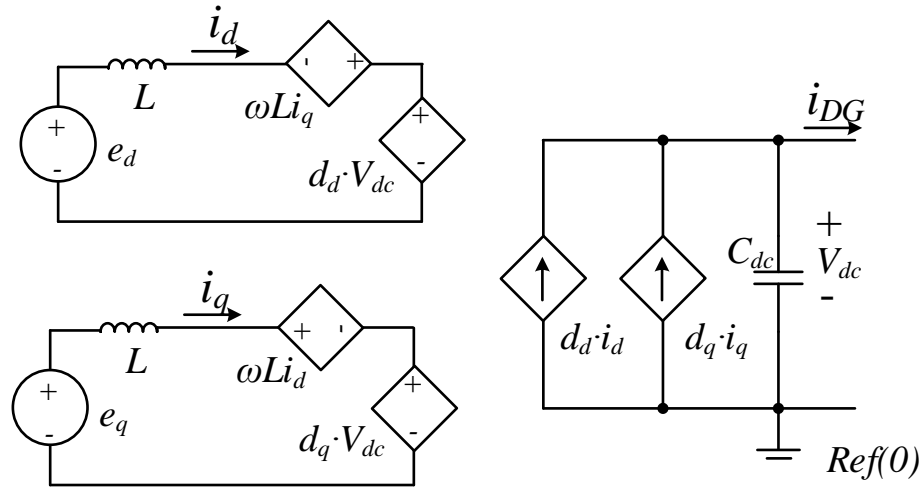 i_d
- +
L
ωLi_q
+
-
e_d
+
-
d_d·V_dc
i_q
+ -
L
ωLi_d
+
-
e_q
+
-
d_q·V_dc
i_DG
C_dc
+
V_dc
-
d_d·i_d
d_q·i_q
Ref(0)